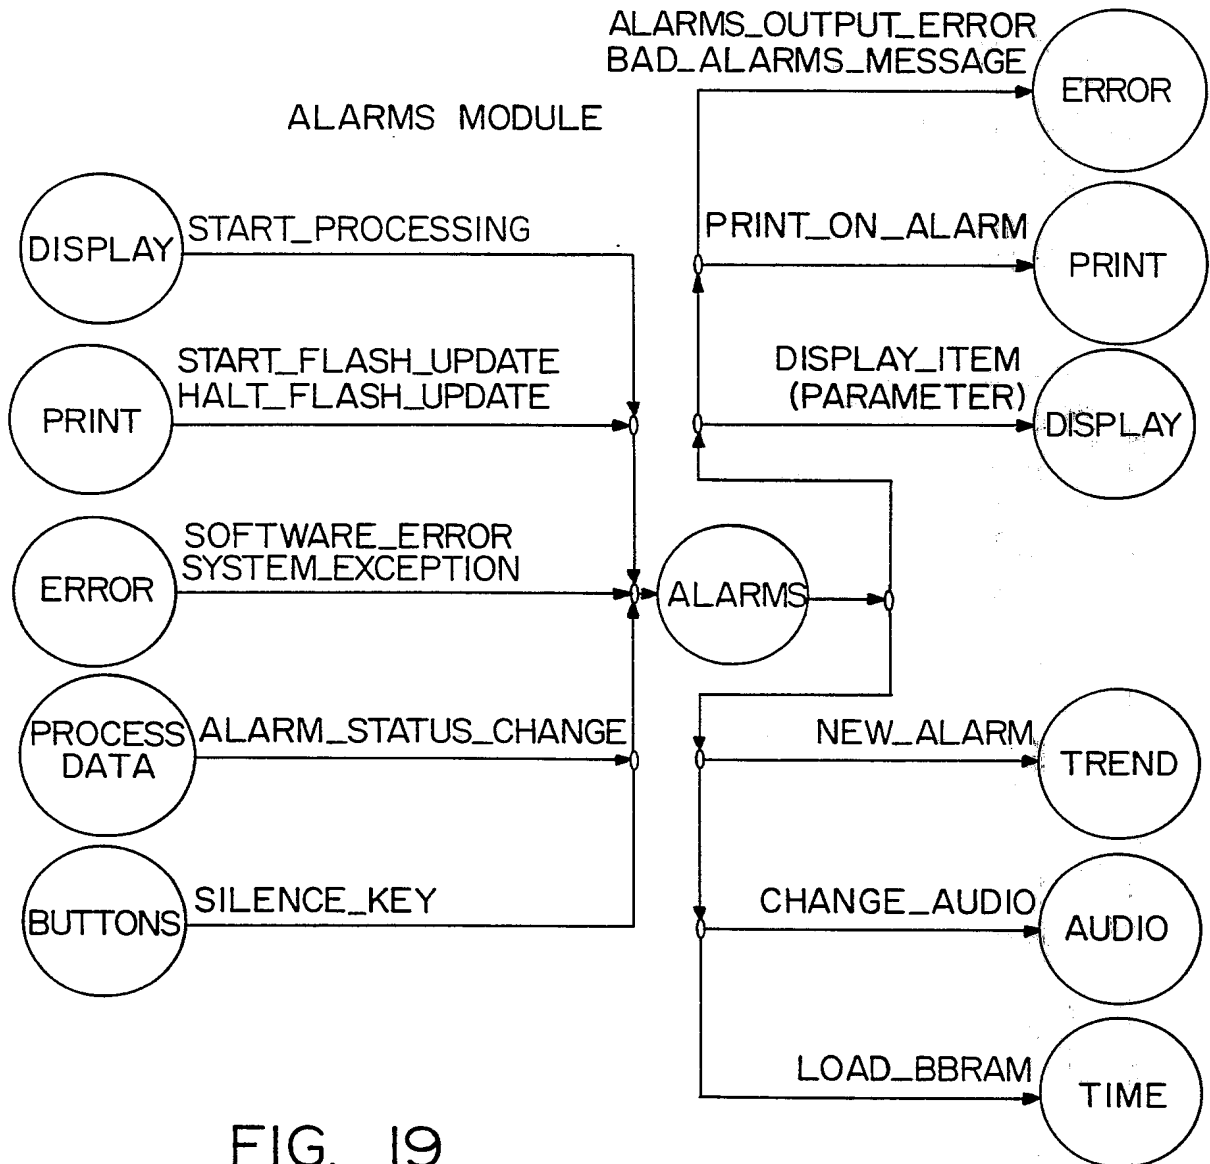 ALARMS MODULE
DISPLAY
START_PROCESSING
PRINT
START_FLASH_UPDATE
HALT_FLASH_UPDATE
ERROR
SOFTWARE_ERROR
SYSTEM_EXCEPTION
PROCESS
DATA
ALARM_STATUS_CHANGE
BUTTONS
SILENCE_KEY
ALARMS
ALARMS_OUTPUT_ERROR
BAD_ALARMS_MESSAGE
ERROR
PRINT_ON_ALARM
PRINT
DISPLAY_ITEM
(PARAMETER)
DISPLAY
NEW_ALARM
TREND
CHANGE_AUDIO
AUDIO
LOAD_BBRAM
TIME
FIG. 19